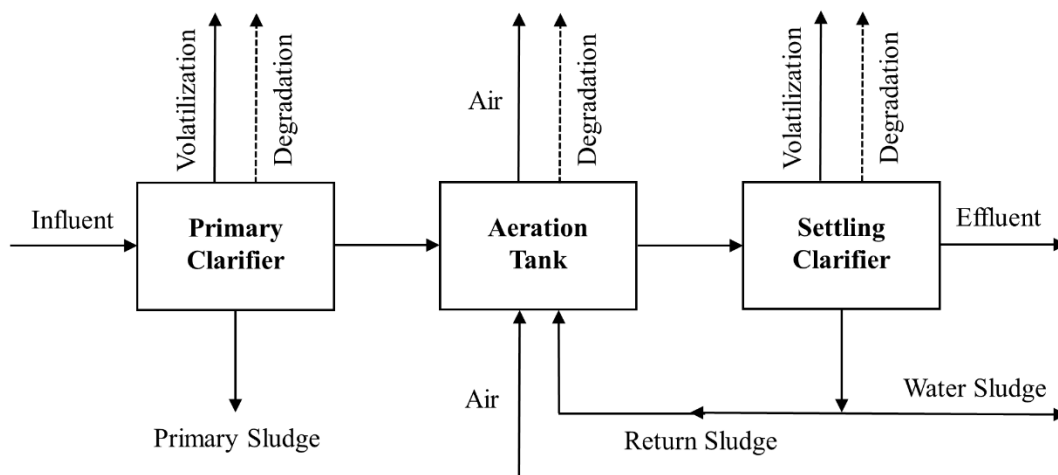 Volatilization
Degradation
Air
Degradation
Volatilization
Degradation
Influent
Primary
Clarifier
Aeration
Tank
Settling
Clarifier
Effluent
Primary Sludge
Air
Return Sludge
Water Sludge